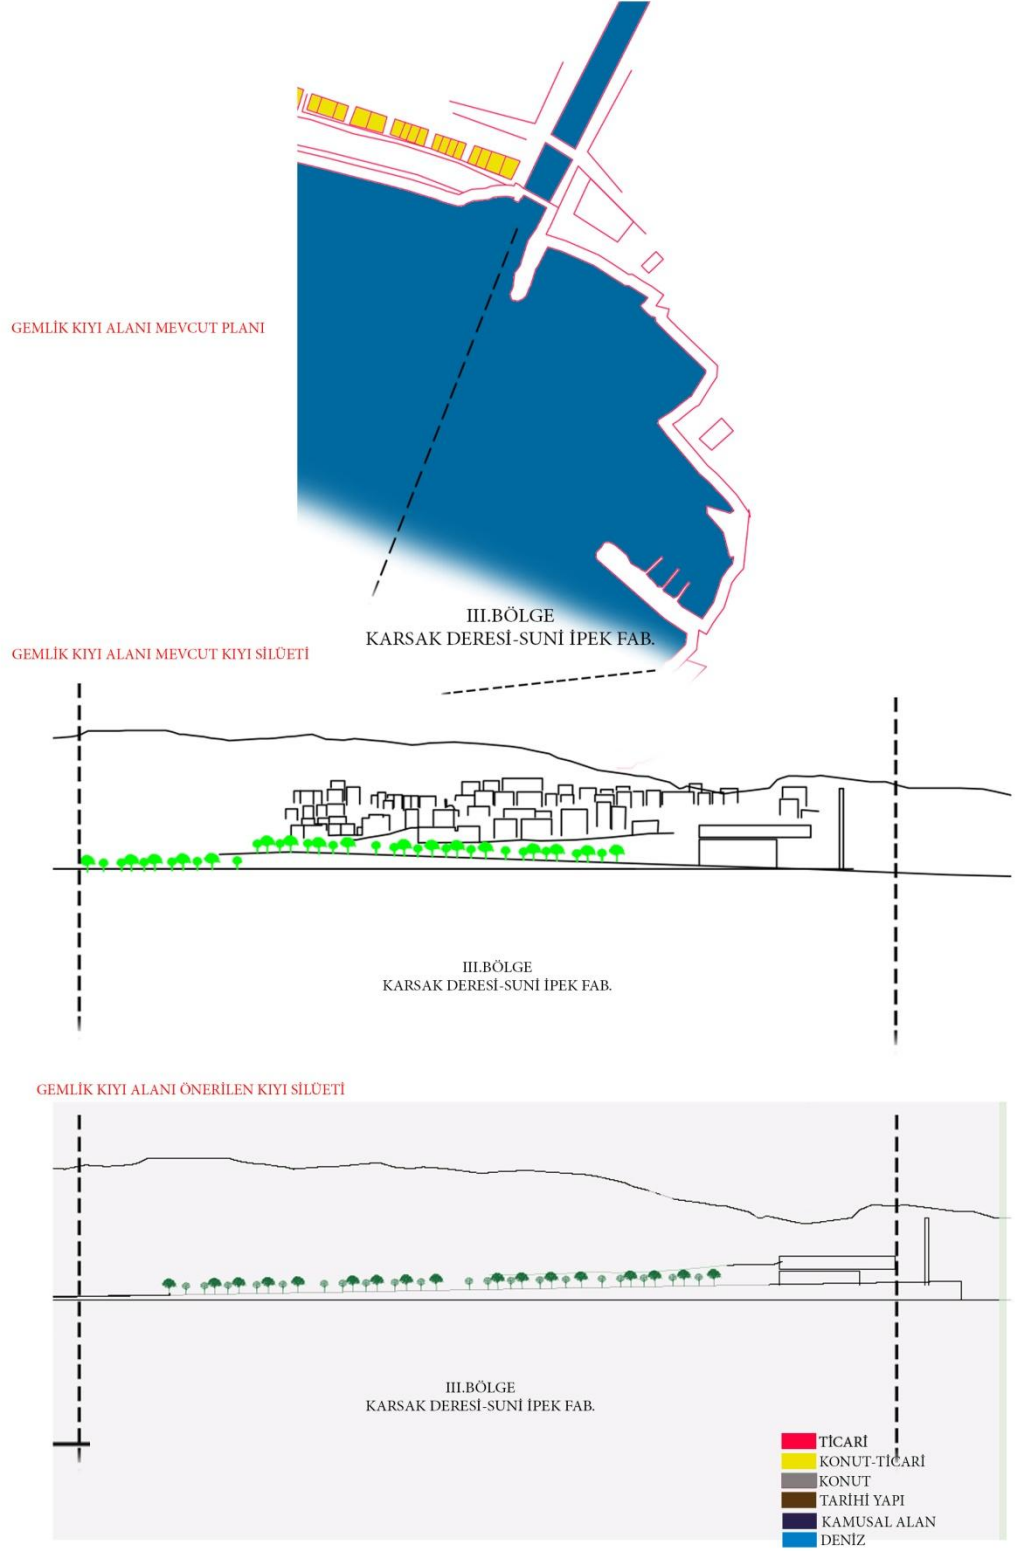 GEMLİK KIYI ALANI MEVCUT PLANI
III.BÖLGE
KARSAK DERESİ-SUNİ İPEK FAB.
GEMLİK KIYI ALANI MEVCUT KIYI SİLÜETİ
III.BÖLGE
KARSAK DERESİ-SUNİ İPEK FAB.
GEMLİK KIYI ALANI ÖNERİLEN KIYI SİLÜETİ
III.BÖLGE
KARSAK DERESİ-SUNİ İPEK FAB.
TİCARİ
KONUT-TİCARİ
KONUT
TARİHİ YAPI
KAMUSAL ALAN
DENİZ